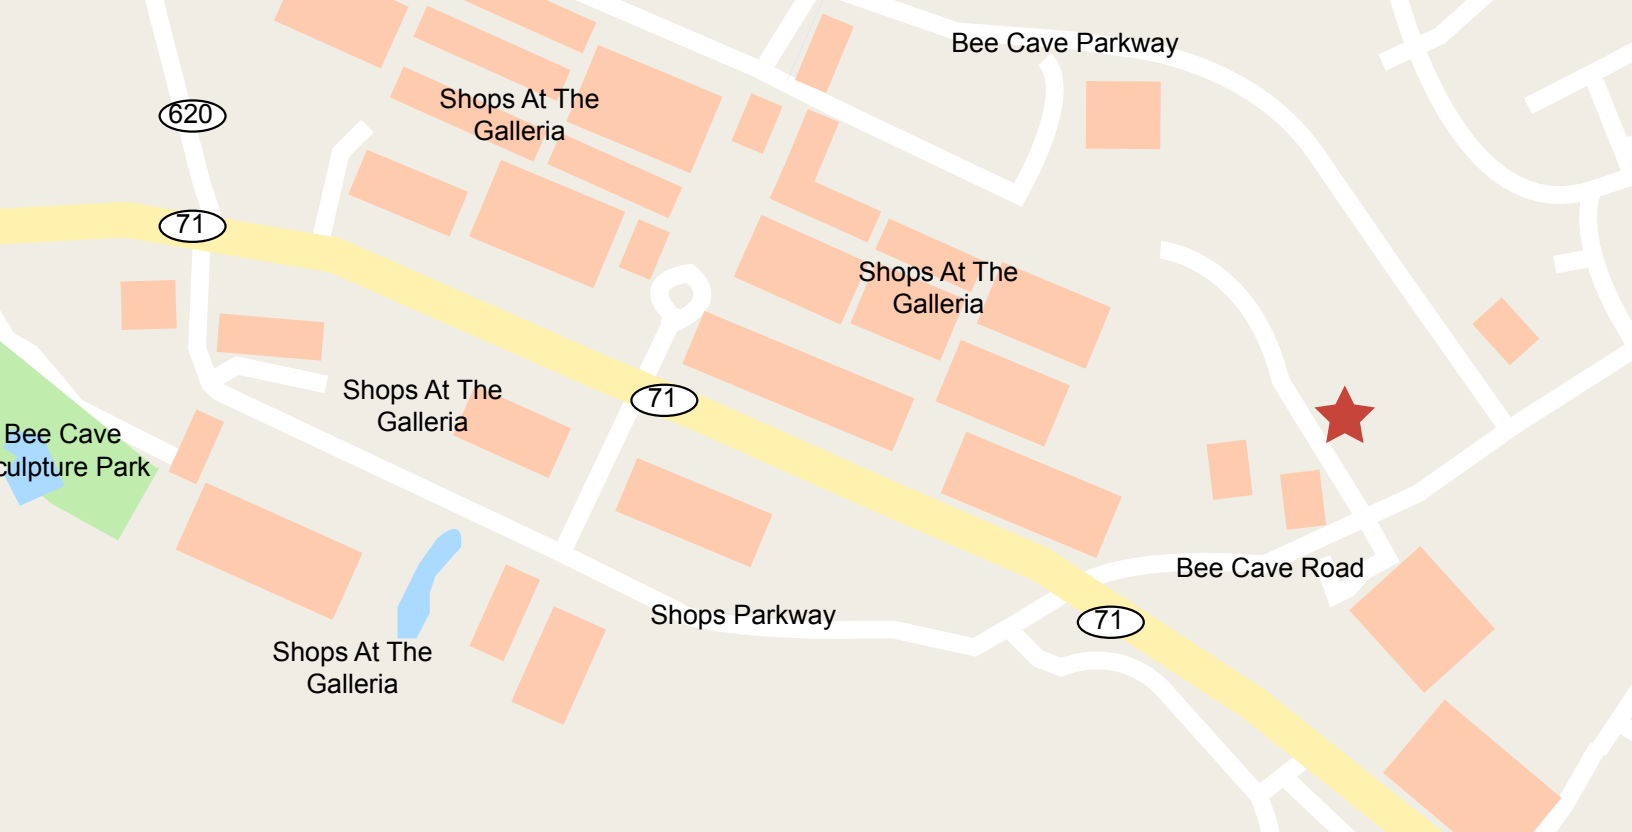 Bee Cave Parkway
Shops At The
Galleria
620
71
Shops At The
Galleria
Shops At The
Galleria
71
Bee Cave
culpture Park
Bee Cave Road
Shops Parkway
71
Shops At The
Galleria